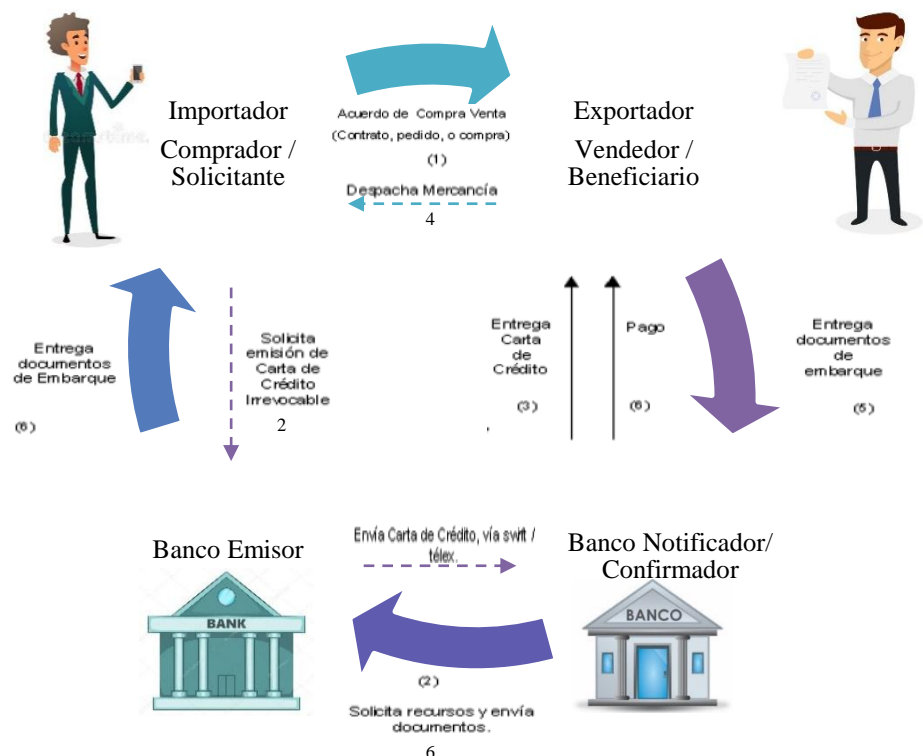 Importador
Comprador /
Solicitante
Acuerdo de Compra Venta
(Contrato, pedido, o compra)
(1)
Despacha Mercancía
4
Exportador
Vendedor /
Beneficiario
Entrega
documentos
de Embarque
(6)
Solicita
emisión de
Carta de
Crédito
Irrevocable
2
Entrega
Carta
de
Crédito
(3)
Pago
(6)
Entrega
documentos
de
embarque
(5)
Banco Emisor
BANK
Envía Carta de Crédito, vía swift /
télex.
(2)
Solicita recursos y envía
documentos.
6
Banco Notificador/
Confirmador
BANCO